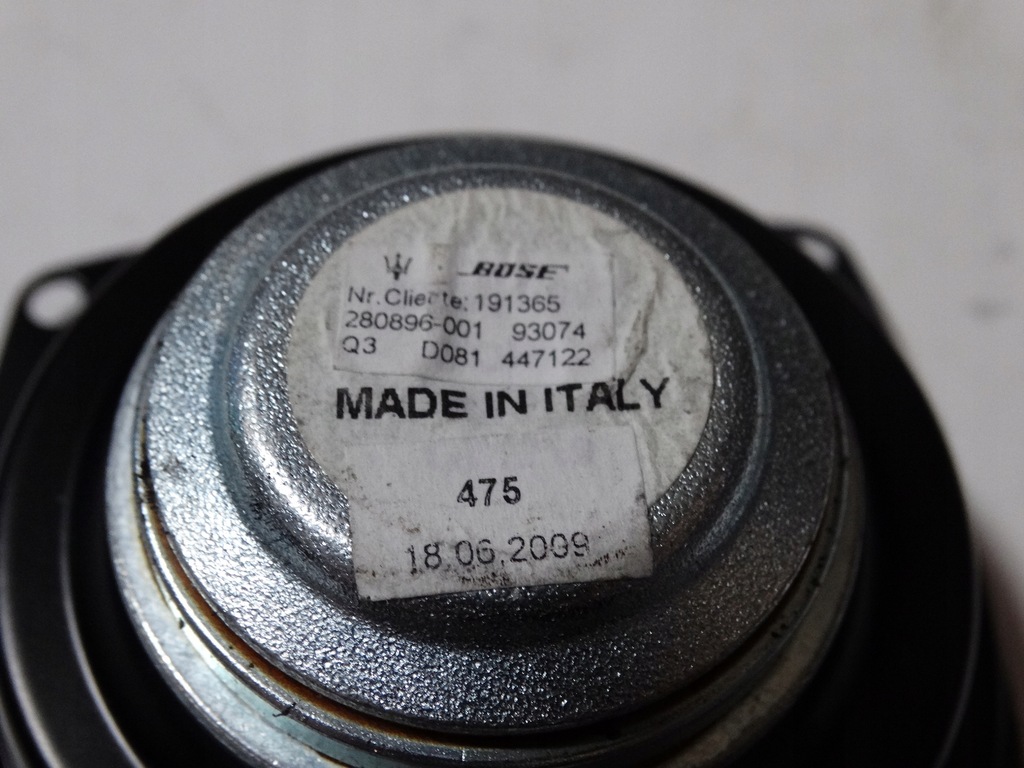 BOSE
Nr.Cliente:191365
280896-001 93074
Q3 D081 447122
MADE IN ITALY
475
18.06.2009